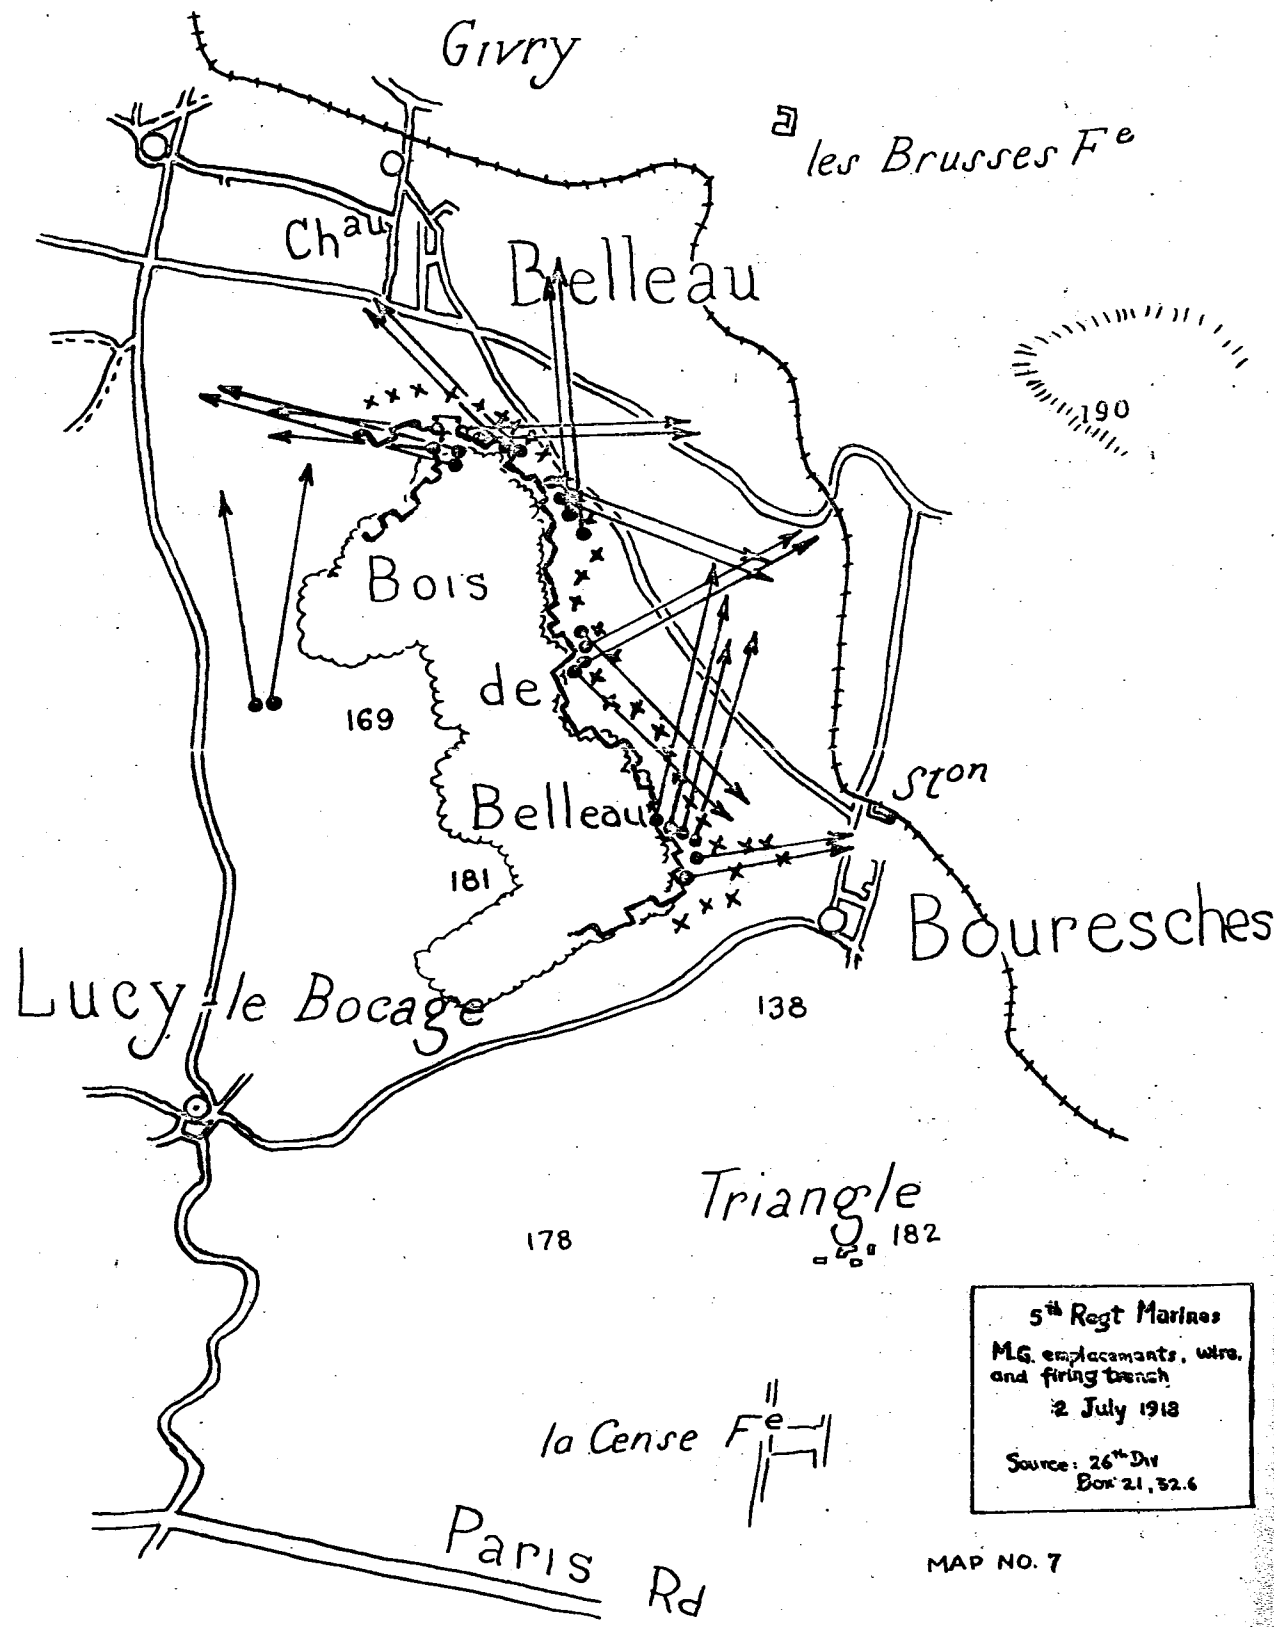 Givry
les Brusses Fe
Chau
Belleau
190
Bois
de
169
Belleau
Ston
181
Bouresches
Lucy-le Bocage
138
Triangle
178
182
5th Regt Marines
M.G. emplacements, wire,
and firing trench
2 July 1918
Source: 26th Div
Box 21, 32.6
la Cense Fe
Paris Rd
MAP NO. 7